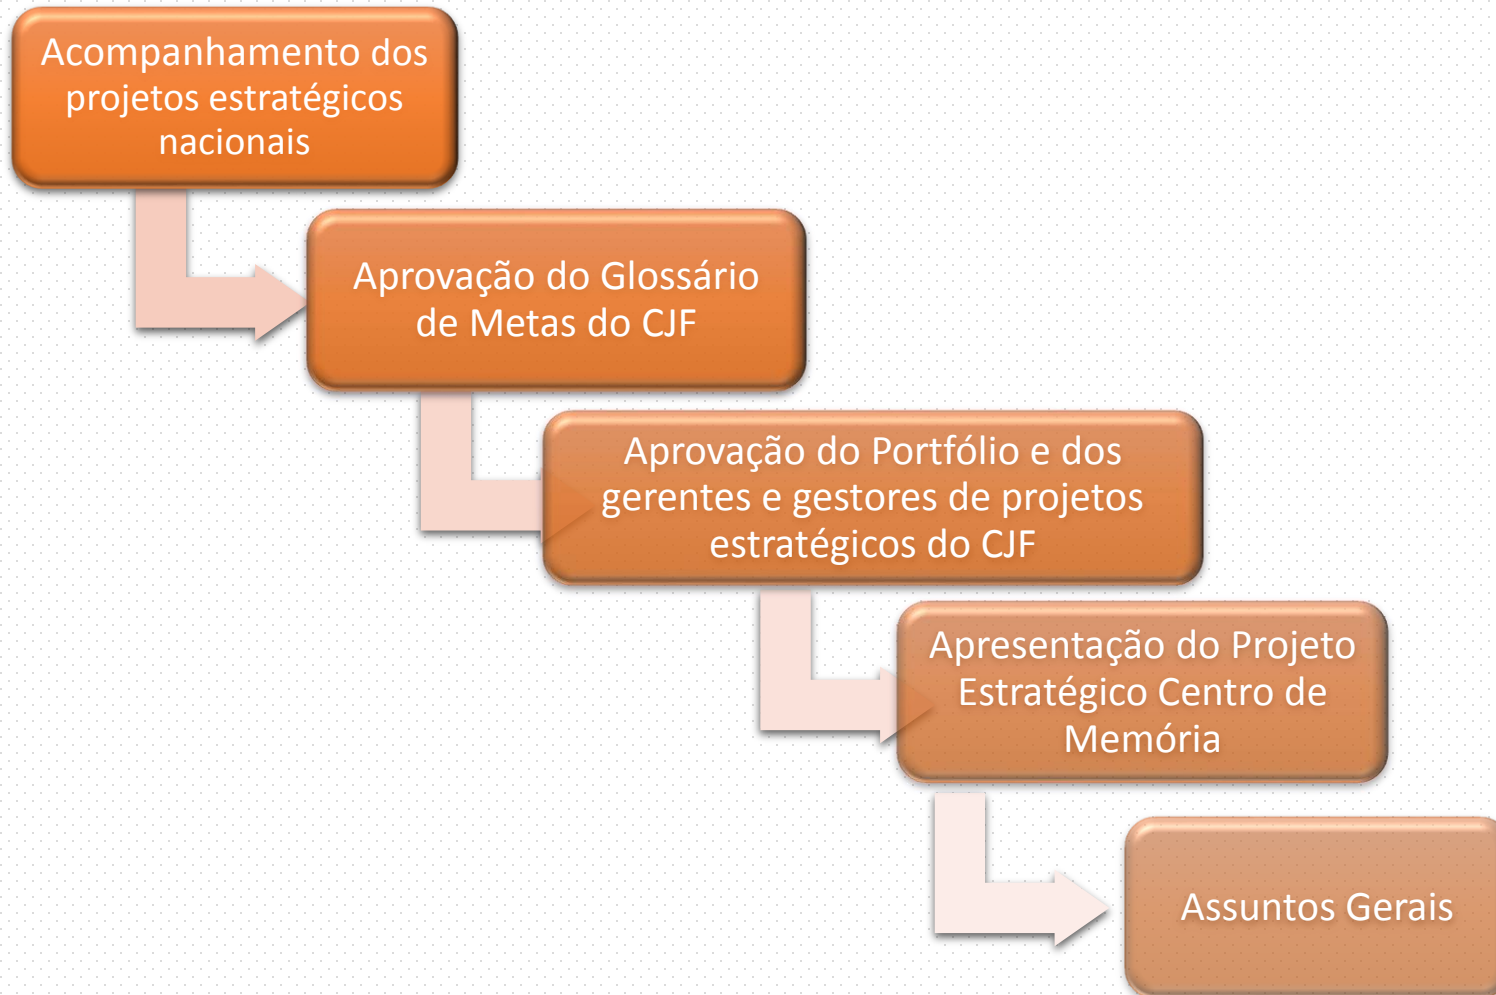 Acompanhamento dos
projetos estratégicos
nacionais
Aprovação do Glossário
de Metas do CJF
Aprovação do Portfólio e dos
gerentes e gestores de projetos
estratégicos do CJF
Apresentação do Projeto
Estratégico Centro de
Memória
Assuntos Gerais